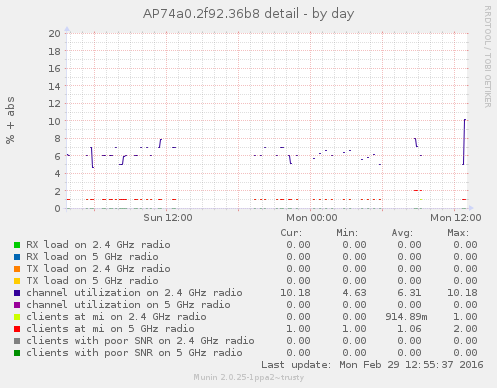 AP74a0.2f92.36b8 detail - by day
RRDTOOL / TOBI OETIKER
% + abs
20
18
16
14
12
10
8
6
4
2
0
Sun 12:00 Mon 00:00 Mon 12:00
Cur: Min: Avg: Max:
RX load on 2.4 GHz radio 0.00 0.00 0.00 0.00
RX load on 5 GHz radio 0.00 0.00 0.00 0.00
TX load on 2.4 GHz radio 0.00 0.00 0.00 0.00
TX load on 5 GHz radio 0.00 0.00 0.00 0.00
channel utilization on 2.4 GHz radio 10.18 4.63 6.31 10.18
channel utilization on 5 GHz radio 0.00 0.00 0.00 0.00
clients at mi on 2.4 GHz radio 0.00 0.00 914.89m 1.00
clients at mi on 5 GHz radio 1.00 1.00 1.06 2.00
clients with poor SNR on 2.4 GHz radio 0.00 0.00 0.00 0.00
clients with poor SNR on 5 GHz radio 0.00 0.00 0.00 0.00
Last update: Mon Feb 29 12:55:37 2016
Munin 2.0.25-1ppa2~trusty